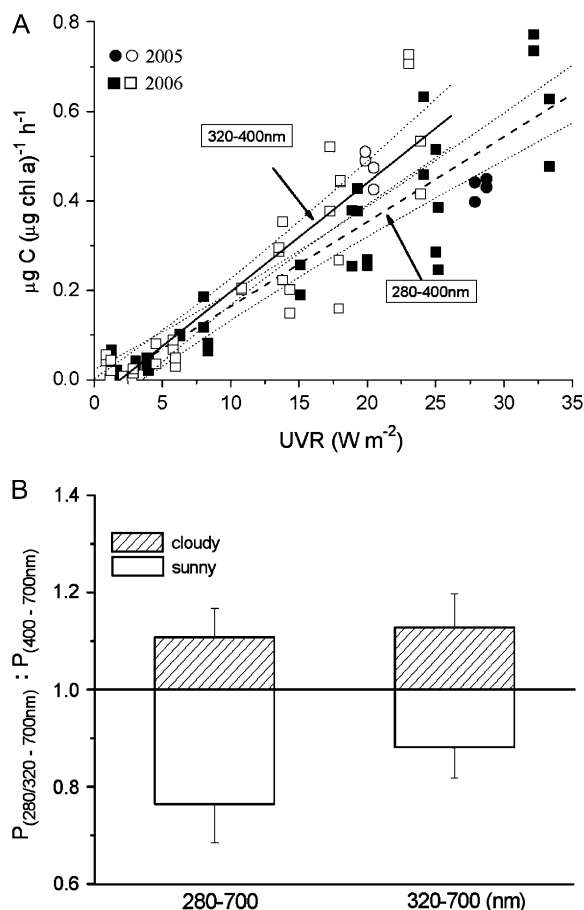 A
0.8
0.6
0.4
0.2
0.0
µg C (µg chl a)⁻¹ h⁻¹
2005
2006
320-400nm
280-400nm
0 5 10 15 20 25 30 35
UVR (W m⁻²)
B
1.4
1.2
1.0
0.8
0.6
P(280/320 - 700nm) : P(400 - 700nm)
cloudy
sunny
280-700 320-700 (nm)